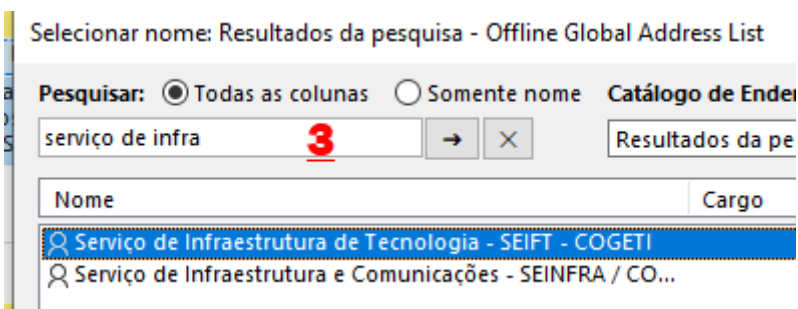 Selecionar nome: Resultados da pesquisa - Offline Global Address List
Pesquisar: Todas as colunas Somente nome Catálogo de Ender
serviço de infra 3 Resultados da pe
Nome Cargo
Serviço de Infraestrutura de Tecnologia - SEIFT - COGETI
Serviço de Infraestrutura e Comunicações - SEINFRA / CO...